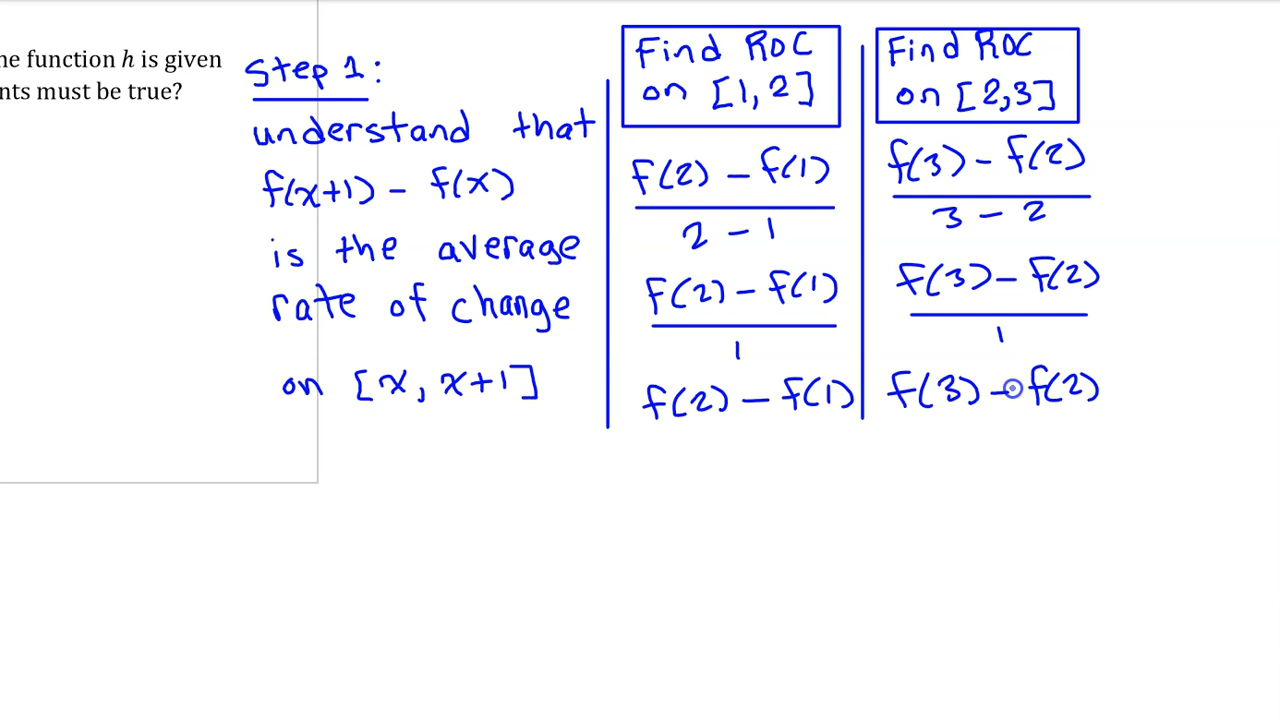 ne function h is given
nts must be true?
Step 1:
understand that
f(x+1) - f(x)
is the average
rate of change
on [x, x+1]
Find ROC
on [1, 2]
f(2) - f(1)
2 - 1
f(2) - f(1)
1
f(2) - f(1)
Find ROC
on [2,3]
f(3) - f(2)
3 - 2
f(3) - f(2)
1
f(3) - f(2)